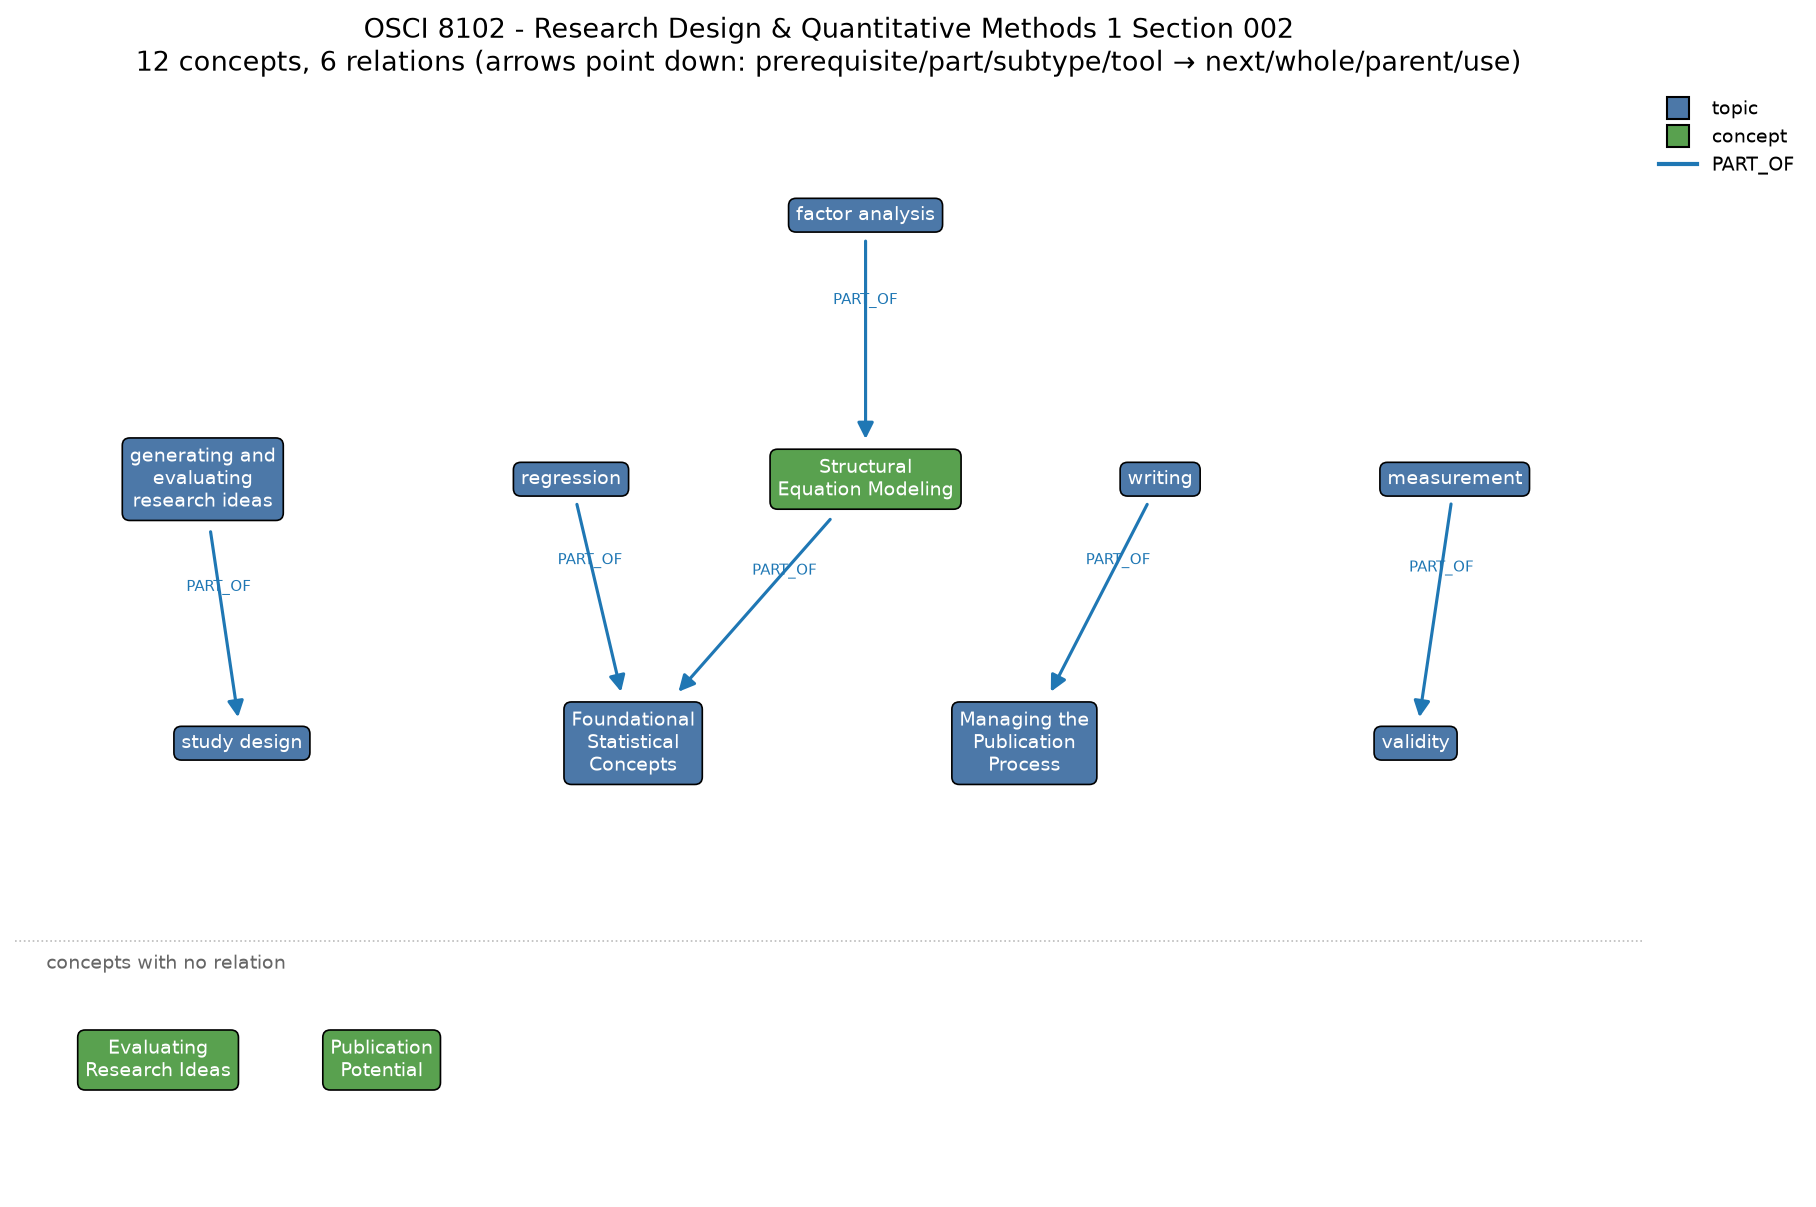 OSCI 8102 - Research Design & Quantitative Methods 1 Section 002
12 concepts, 6 relations (arrows point down: prerequisite/part/subtype/tool → next/whole/parent/use)
topic
concept
PART_OF
factor analysis
PART_OF
generating and
evaluating
research ideas
regression
Structural
Equation Modeling
writing
measurement
PART_OF
PART_OF
PART_OF
PART_OF
PART_OF
study design
Foundational
Statistical
Concepts
Managing the
Publication
Process
validity
concepts with no relation
Evaluating
Research Ideas
Publication
Potential